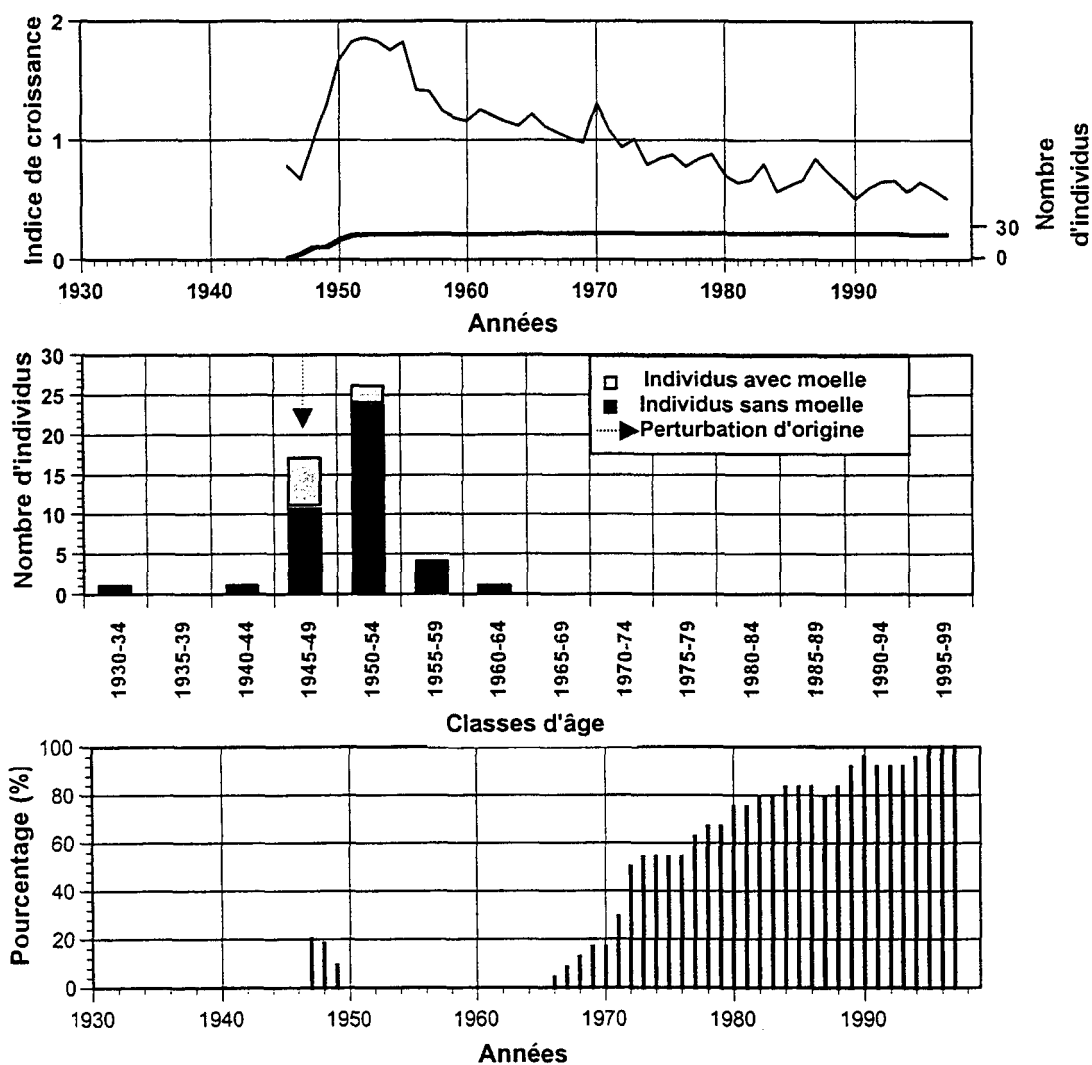 Indice de croissance
2
1
0
30
0
Nombre
d'individus
1930 1940 1950 1960 1970 1980 1990
Années
Nombre d'individus
30
25
20
15
10
5
0
Individus avec moelle
Individus sans moelle
Perturbation d'origine
1930-34
1935-39
1940-44
1945-49
1950-54
1955-59
1960-64
1965-69
1970-74
1975-79
1980-84
1985-89
1990-94
1995-99
Classes d'âge
Pourcentage (%)
100
80
60
40
20
0
1930 1940 1950 1960 1970 1980 1990
Années